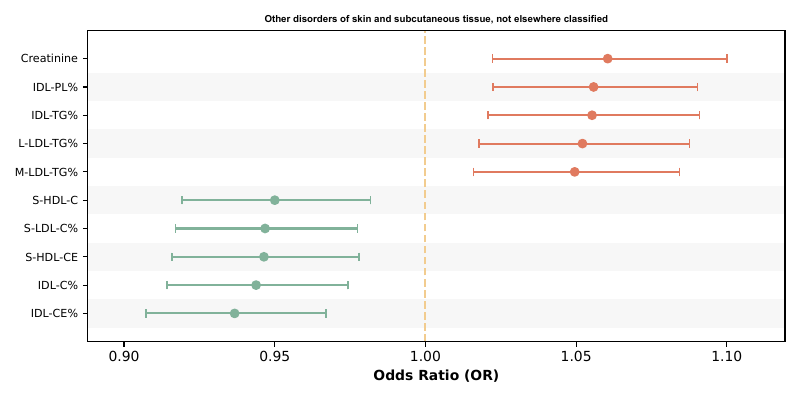 Other disorders of skin and subcutaneous tissue, not elsewhere classified
Creatinine
IDL-PL%
IDL-TG%
L-LDL-TG%
M-LDL-TG%
S-HDL-C
S-LDL-C%
S-HDL-CE
IDL-C%
IDL-CE%
0.90 0.95 1.00 1.05 1.10
Odds Ratio (OR)